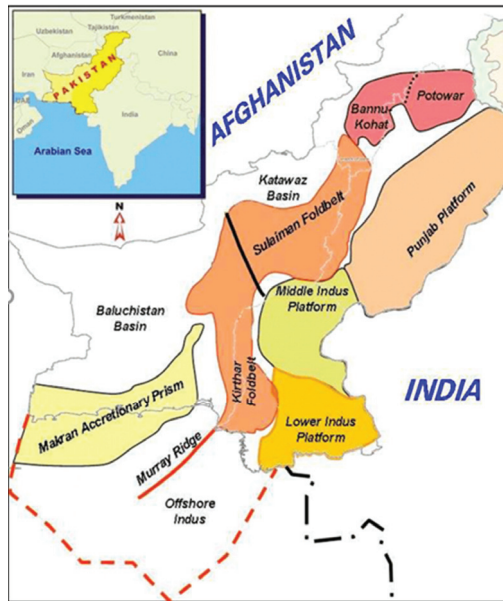 Turkmenistan
Uzbekistan
Tajikistan
Afghanistan
China
Iran
PAKISTAN
UAE
Oman
India
Arabian Sea
AFGHANISTAN
Bannu-
Kohat
Potowar
Katawaz
Basin
Sulaiman Foldbelt
Punjab Platform
N
Middle Indus
Platform
Baluchistan
Basin
Kirthar
Foldbelt
INDIA
Makran Accretionary Prism
Lower Indus
Platform
Murray Ridge
Offshore
Indus